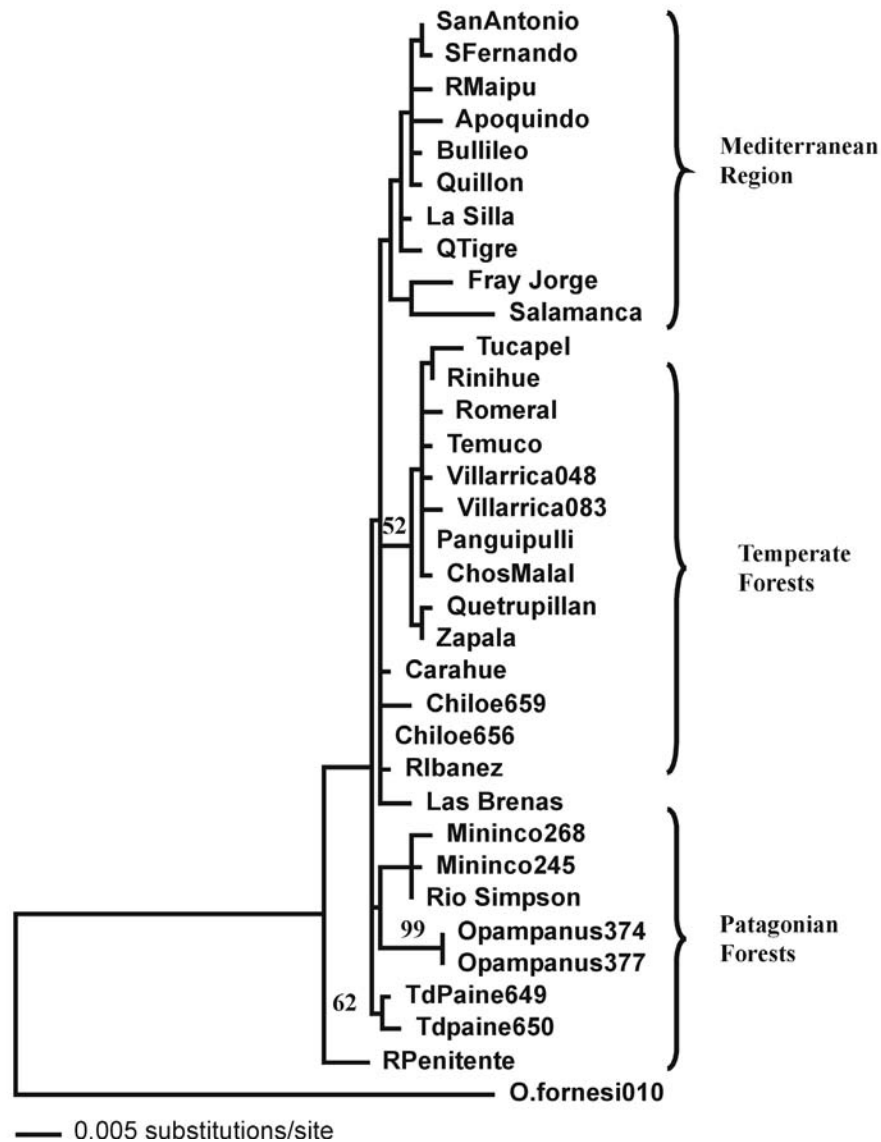 SanAntonio
SFernando
RMaipu
Apoquindo
Bullileo
Quillon
La Silla
QTigre
Fray Jorge
Salamanca
Mediterranean
Region
Tucapel
Rinihue
Romeral
Temuco
Villarrica048
Villarrica083
52
Panguipulli
ChosMalal
Quetrupillan
Zapala
Carahue
Chiloe659
Chiloe656
RIbanez
Temperate
Forests
Las Brenas
Mininco268
Mininco245
Rio Simpson
99
Opampanus374
Opampanus377
TdPaine649
62
Tdpaine650
RPenitente
Patagonian
Forests
O.fornesi010
0.005 substitutions/site